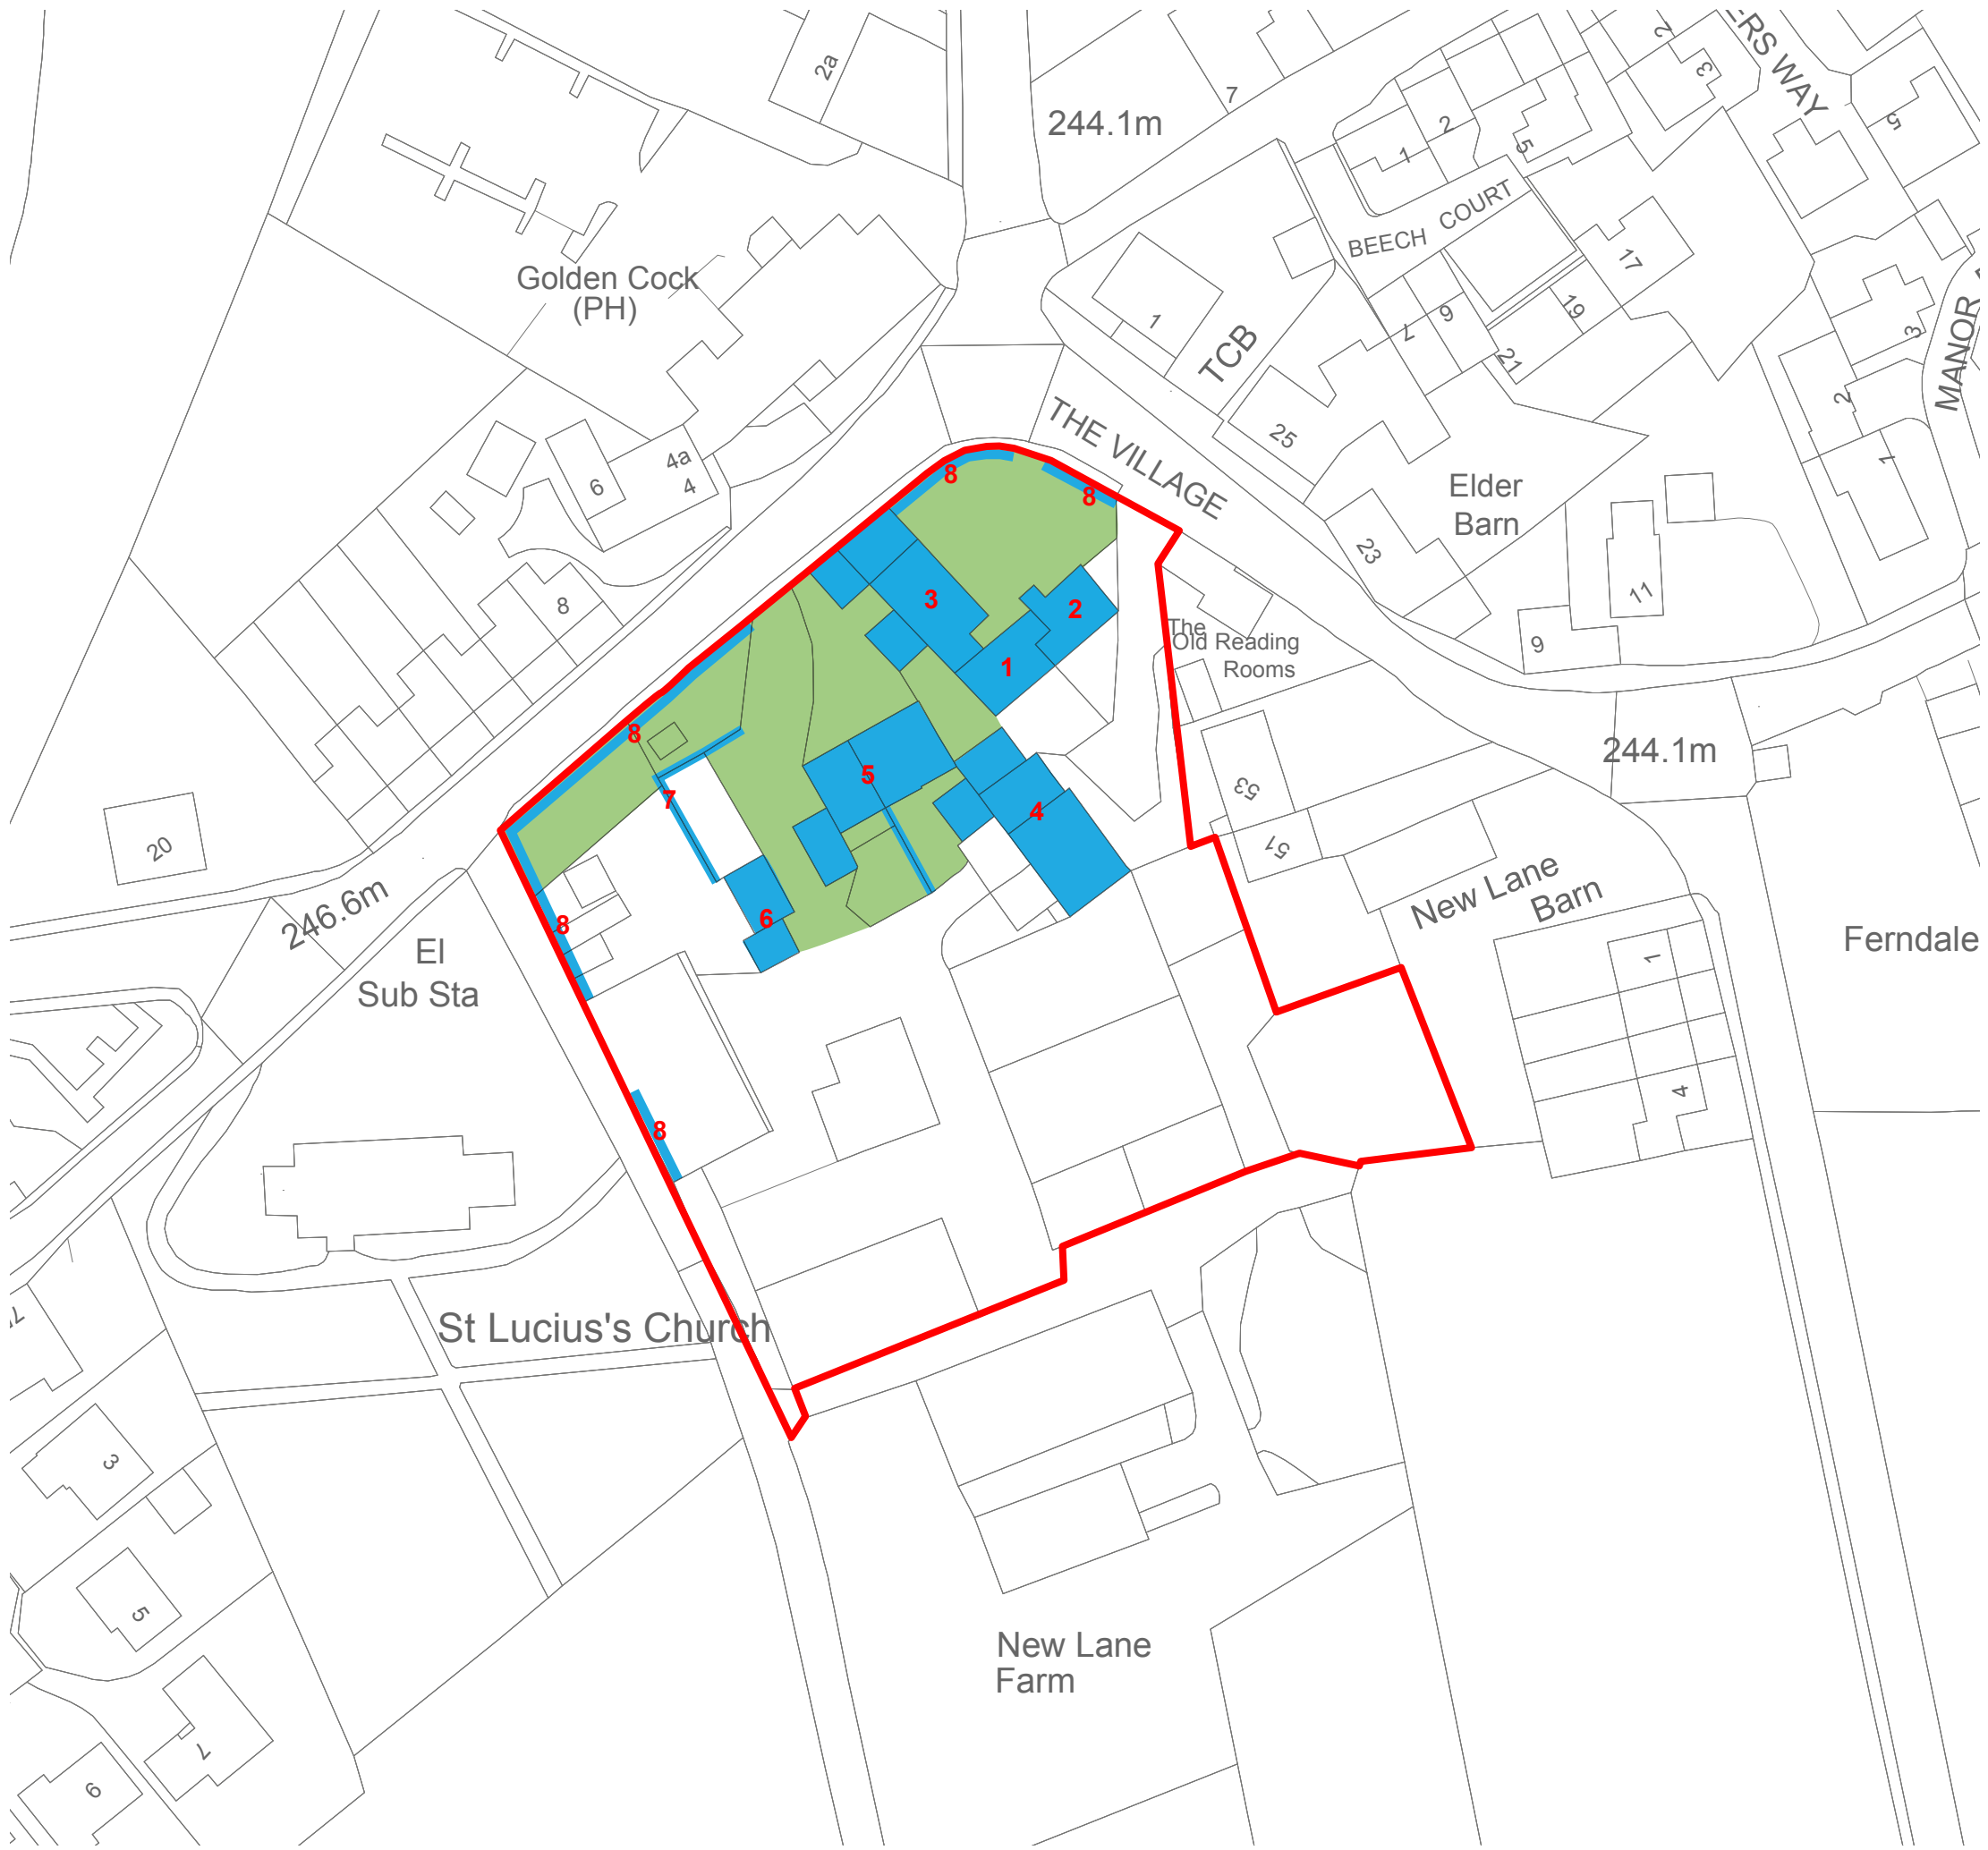 2a
7
244.1m
ERS WAY
2
3
5
1
2
5
BEECH COURT
17
Golden Cock
(PH)
1
TCB
7
6
19
21
3
MANOR
2
1
THE VILLAGE
25
Elder
Barn
4a
4
6
8
8
8
23
8
3
2
11
9
The
Old Reading
Rooms
1
8
5
7
4
53
51
244.1m
20
246.6m
El
Sub Sta
8
6
New Lane
Barn
Ferndale
1
4
8
St Lucius's Church
3
5
7
6
New Lane
Farm